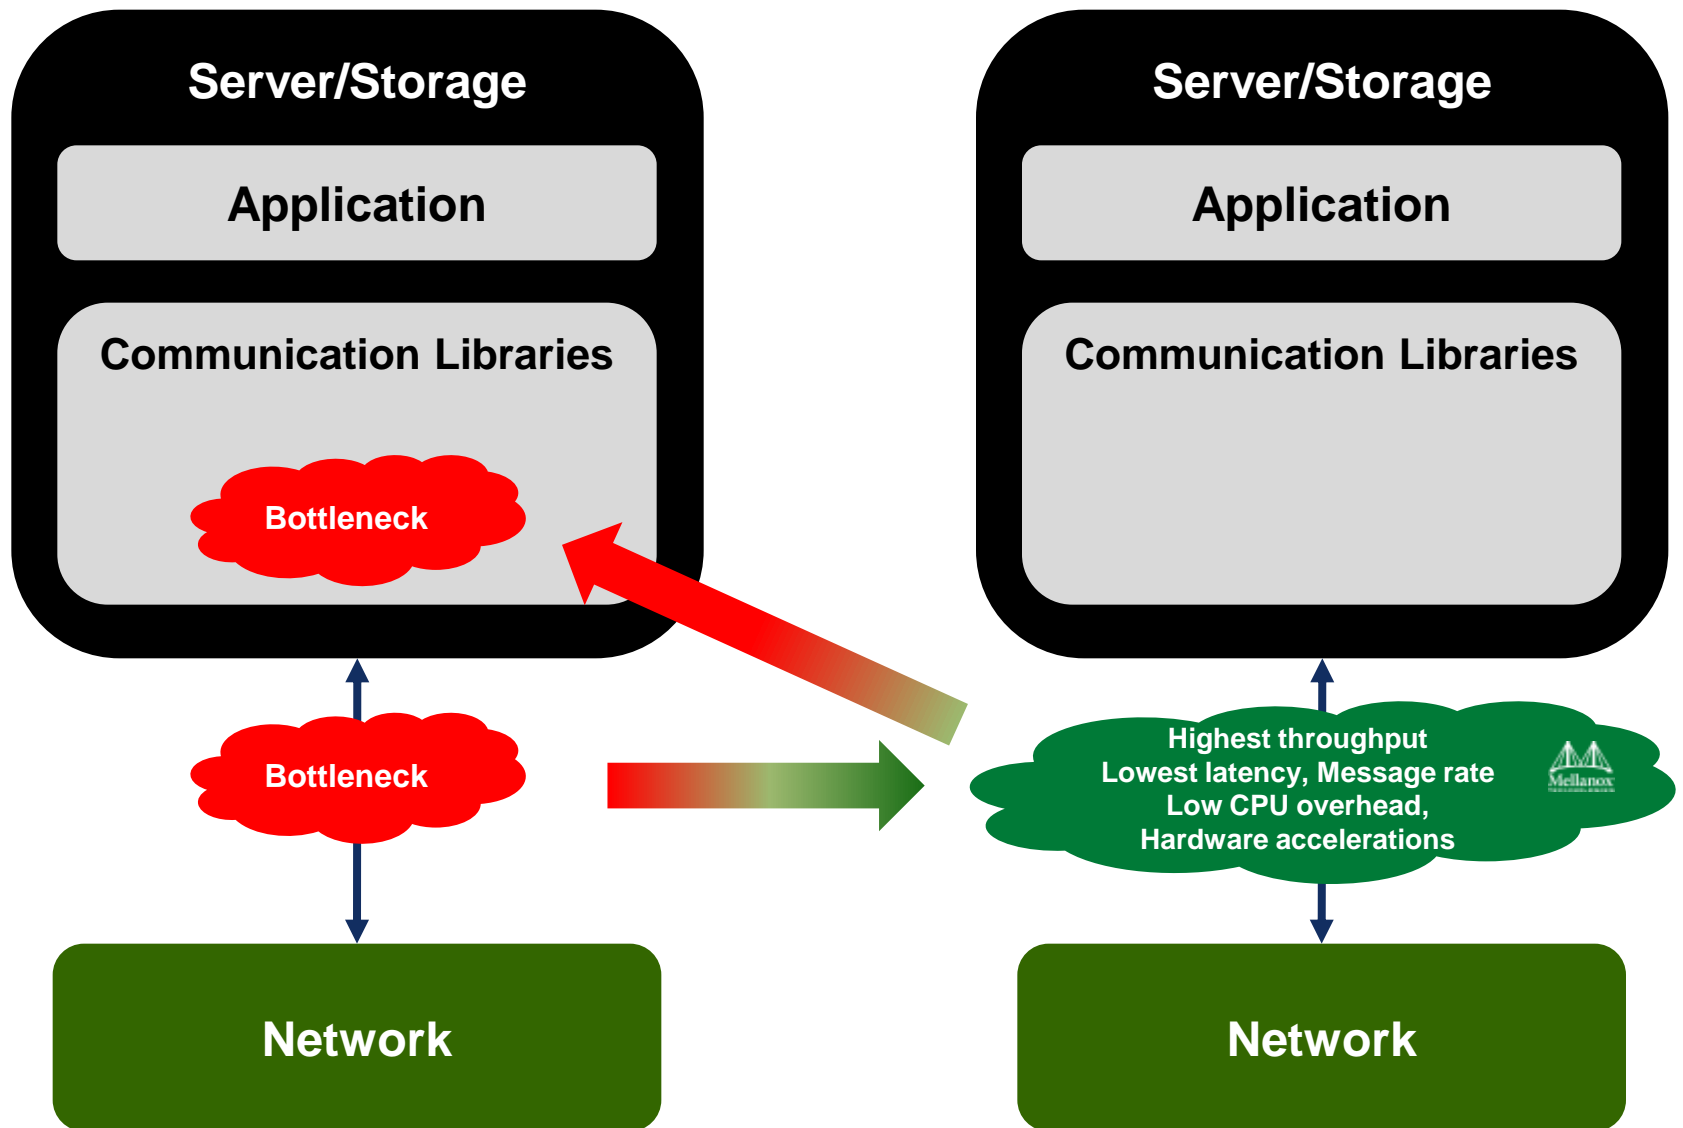 Server/Storage
Application
Communication Libraries
Bottleneck
Bottleneck
Network
Server/Storage
Application
Communication Libraries
Highest throughput
Lowest latency, Message rate
Low CPU overhead,
Hardware accelerations
Mellanox
Network